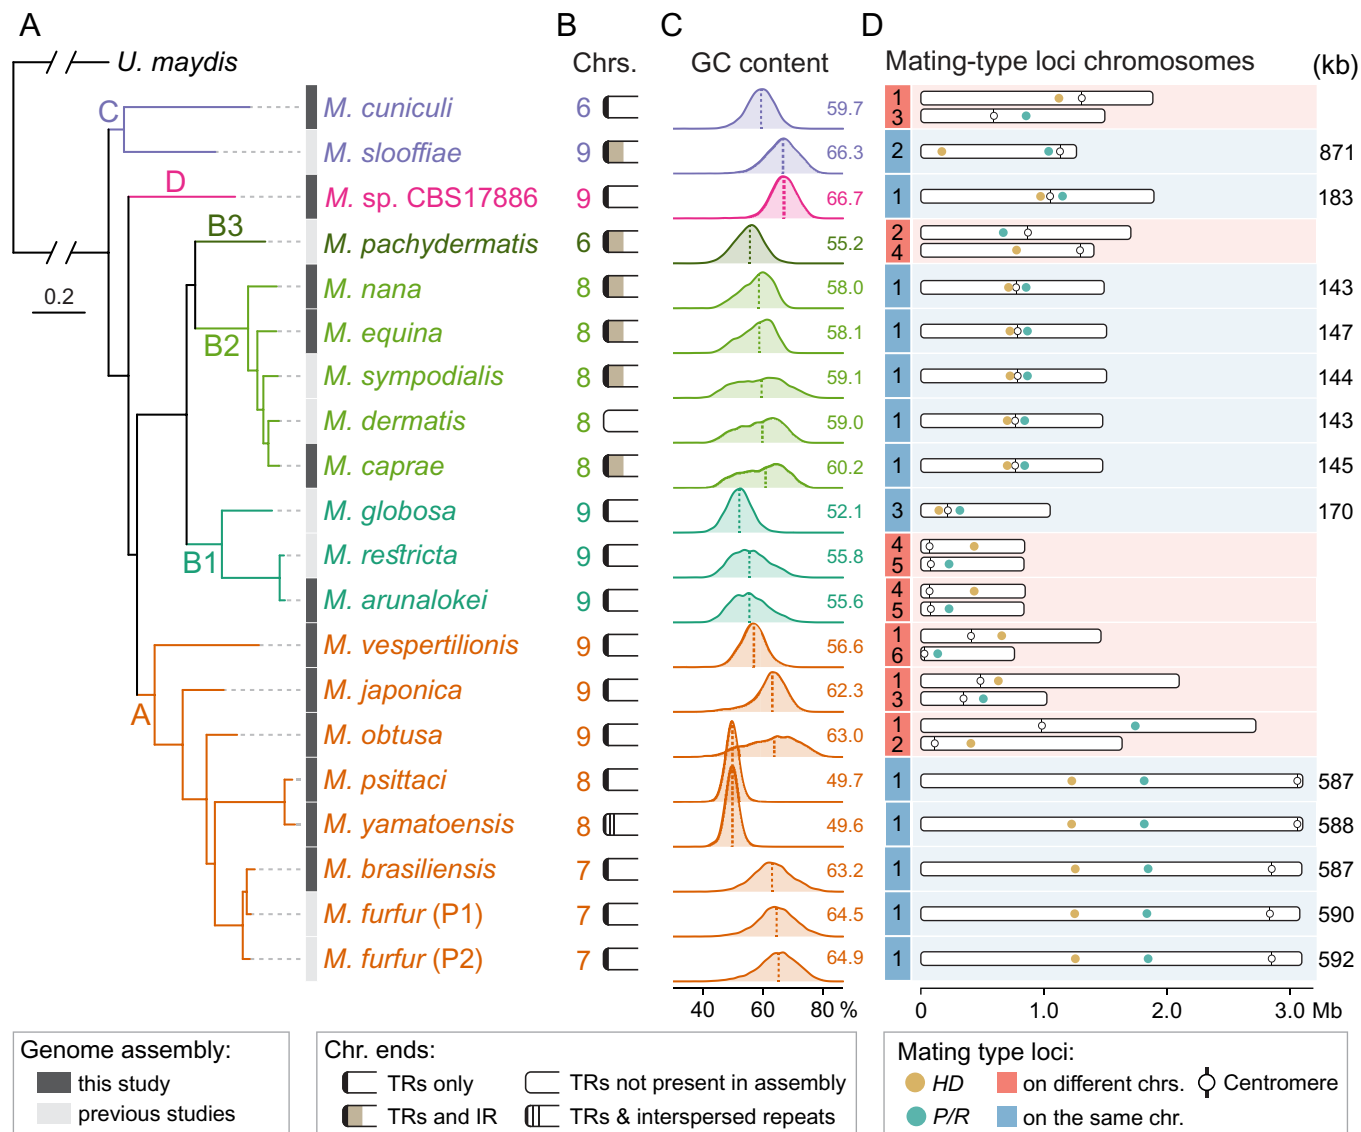 A B C D
Chrs. GC content Mating-type loci chromosomes (kb)
U. maydis
C M. cuniculi 6 59.7 1 3
M. slooffiae 9 66.3 2 871
D M. sp. CBS17886 9 66.7 1 183
B3 M. pachydermatis 6 55.2 2 4
0.2
M. nana 8 58.0 1 143
B2 M. equina 8 58.1 1 147
M. sympodialis 8 59.1 1 144
M. dermatis 8 59.0 1 143
M. caprae 8 60.2 1 145
M. globosa 9 52.1 3 170
B1 M. restricta 9 55.8 4 5
M. arunalokei 9 55.6 4 5
M. vespertilionis 9 56.6 1 6
A M. japonica 9 62.3 1 3
M. obtusa 9 63.0 1 2
M. psittaci 8 49.7 1 587
M. yamatoensis 8 49.6 1 588
M. brasiliensis 7 63.2 1 587
M. furfur (P1) 7 64.5 1 590
M. furfur (P2) 7 64.9 1 592
40 60 80 % 0 1.0 2.0 3.0 Mb
Genome assembly:
this study
previous studies
Chr. ends:
TRs only
TRs not present in assembly
TRs and IR
TRs & interspersed repeats
Mating type loci:
HD on different chrs. Centromere
P/R on the same chr.